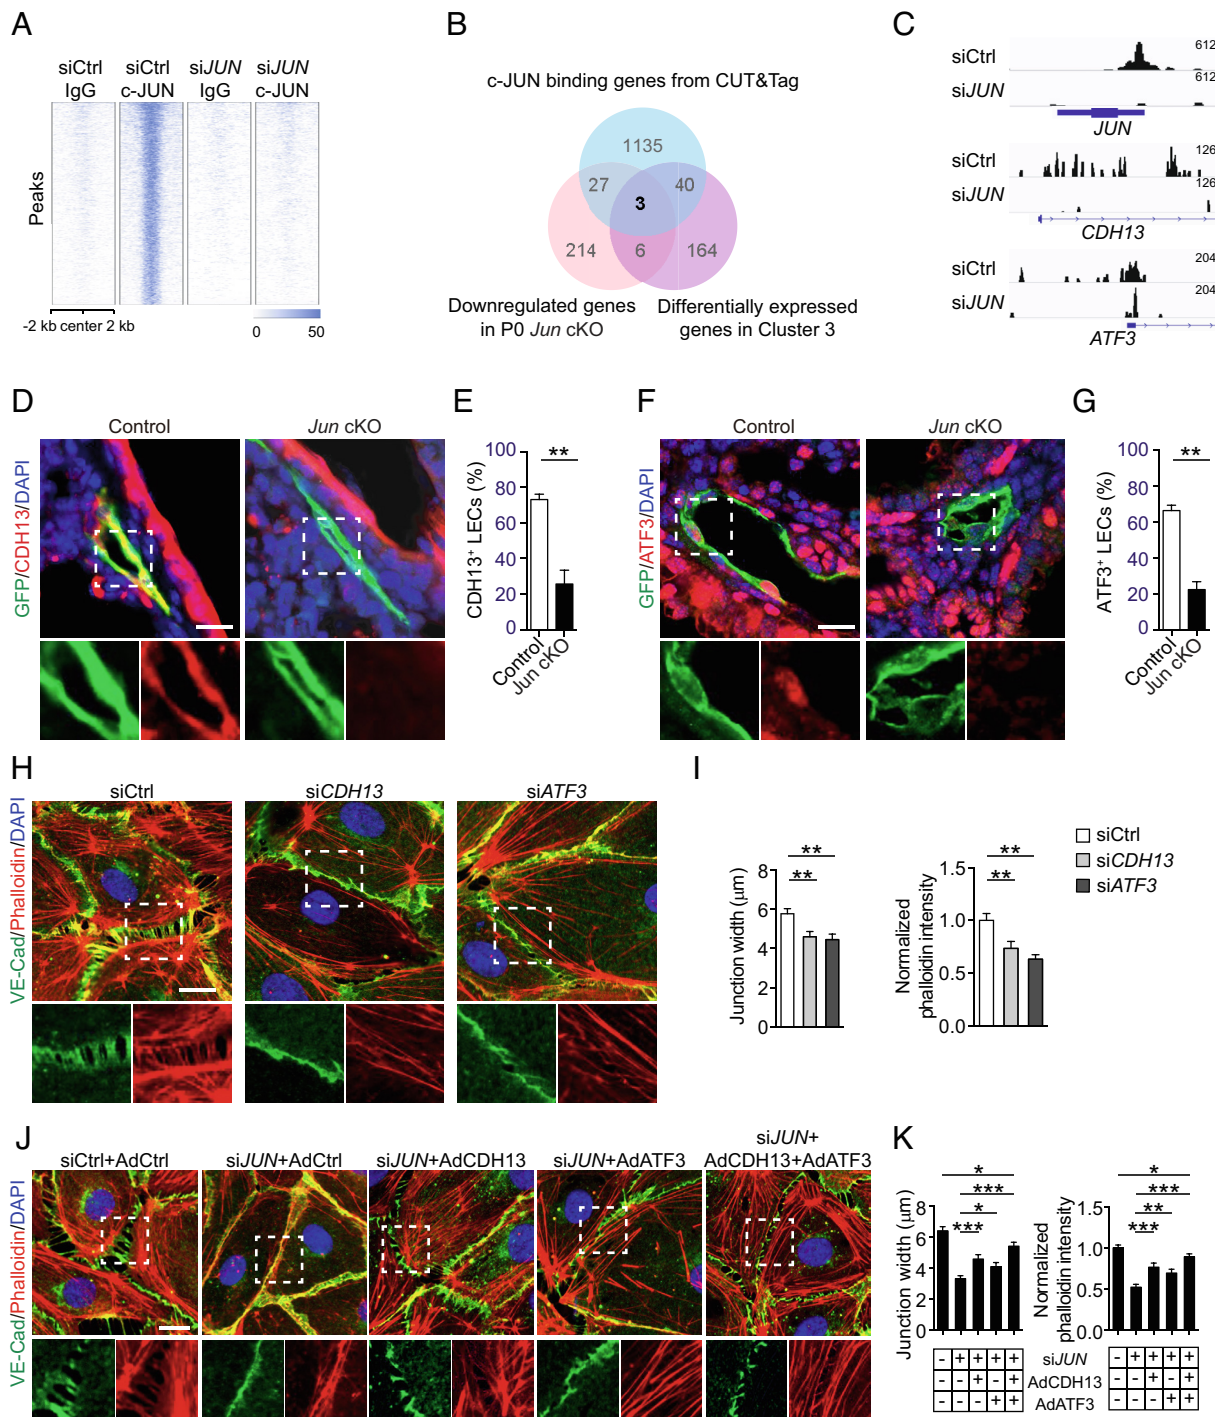 A
siCtrl IgG
siCtrl c-JUN
siJUN IgG
siJUN c-JUN
Peaks
-2 kb center 2 kb
0 50
B
c-JUN binding genes from CUT&Tag
1135
27
40
3
214
6
164
Downregulated genes
in P0 Jun cKO
Differentially expressed
genes in Cluster 3
C
siCtrl
612
siJUN
612
JUN
siCtrl
126
siJUN
126
CDH13
siCtrl
204
siJUN
204
ATF3
D
Control
Jun cKO
GFP/CDH13/DAPI
E
**
CDH13⁺ LECs (%)
100
80
60
40
20
0
Control
Jun cKO
F
Control
Jun cKO
GFP/ATF3/DAPI
G
**
ATF3⁺ LECs (%)
100
80
60
40
20
0
Control
Jun cKO
H
siCtrl
siCDH13
siATF3
VE-Cad/Phalloidin/DAPI
I
Junction width (μm)
8
6
4
2
0
**
**
Normalized
phalloidin intensity
1.5
1.0
0.5
0.0
**
**
siCtrl
siCDH13
siATF3
J
siCtrl+AdCtrl
siJUN+AdCtrl
siJUN+AdCDH13
siJUN+AdATF3
siJUN+
AdCDH13+AdATF3
VE-Cad/Phalloidin/DAPI
K
Junction width (μm)
8
6
4
2
0
*
***
*
***
Normalized
phalloidin intensity
1.5
1.0
0.5
0.0
*
***
**
***
- + + + + siJUN - + + + +
- - + - + AdCDH13 - - + - +
- - - + + AdATF3 - - - + +